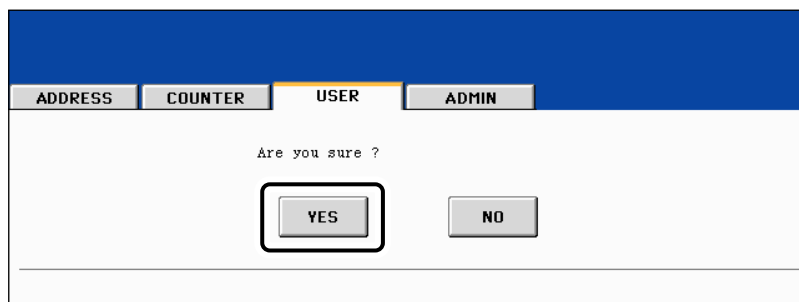 ADDRESS COUNTER USER ADMIN
Are you sure ?
YES NO